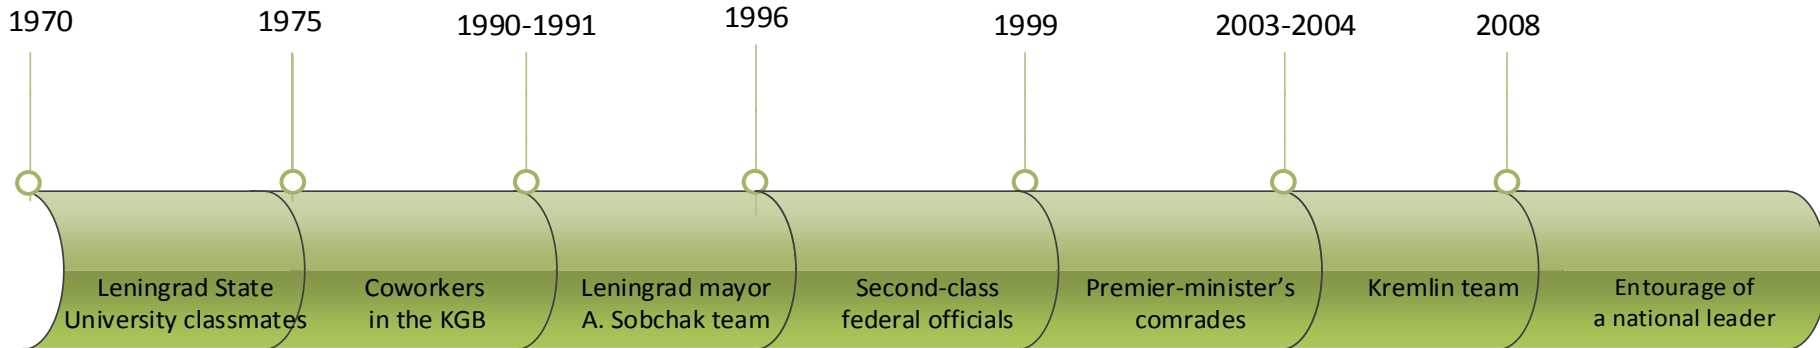 1970
1975
1990-1991
1996
1999
2003-2004
2008
Leningrad State
University classmates
Coworkers
in the KGB
Leningrad mayor
A. Sobchak team
Second-class
federal officials
Premier-minister's
comrades
Kremlin team
Entourage of
a national leader